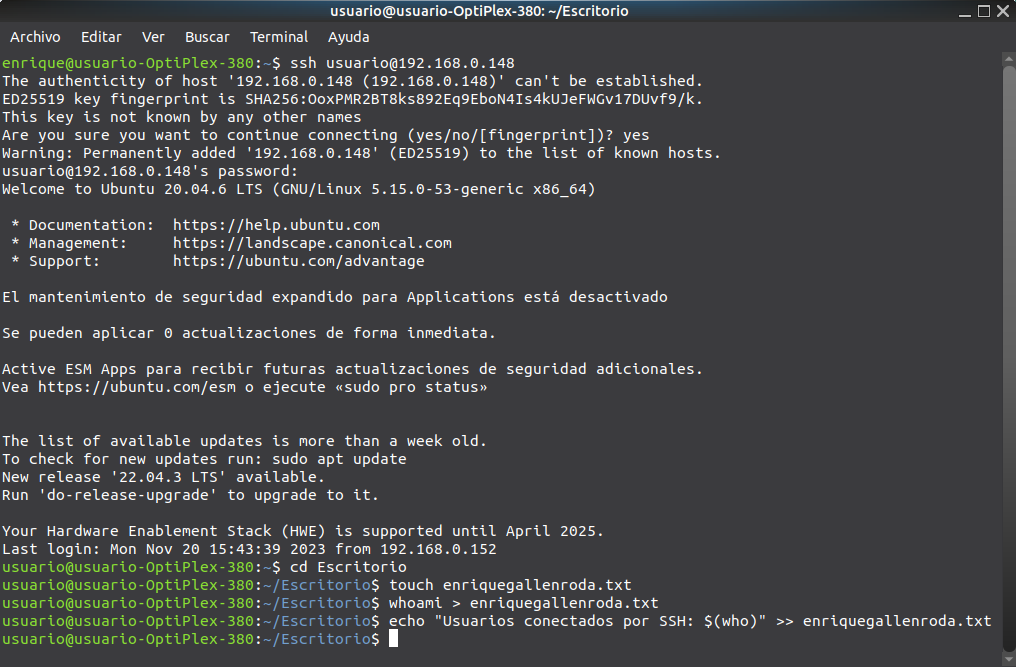 usuario@usuario-OptiPlex-380: ~/Escritorio
Archivo Editar Ver Buscar Terminal Ayuda
enrique@usuario-OptiPlex-380:~$ ssh usuario@192.168.0.148
The authenticity of host '192.168.0.148 (192.168.0.148)' can't be established.
ED25519 key fingerprint is SHA256:OoxPMR2BT8ks892Eq9EboN4Is4kUJeFWGv17DUvf9/k.
This key is not known by any other names
Are you sure you want to continue connecting (yes/no/[fingerprint])? yes
Warning: Permanently added '192.168.0.148' (ED25519) to the list of known hosts.
usuario@192.168.0.148's password:
Welcome to Ubuntu 20.04.6 LTS (GNU/Linux 5.15.0-53-generic x86_64)
* Documentation:  https://help.ubuntu.com
* Management:     https://landscape.canonical.com
* Support:        https://ubuntu.com/advantage
El mantenimiento de seguridad expandido para Applications está desactivado
Se pueden aplicar 0 actualizaciones de forma inmediata.
Active ESM Apps para recibir futuras actualizaciones de seguridad adicionales.
Vea https://ubuntu.com/esm o ejecute «sudo pro status»
The list of available updates is more than a week old.
To check for new updates run: sudo apt update
New release '22.04.3 LTS' available.
Run 'do-release-upgrade' to upgrade to it.
Your Hardware Enablement Stack (HWE) is supported until April 2025.
Last login: Mon Nov 20 15:43:39 2023 from 192.168.0.152
usuario@usuario-OptiPlex-380:~$ cd Escritorio
usuario@usuario-OptiPlex-380:~/Escritorio$ touch enriquegallenroda.txt
usuario@usuario-OptiPlex-380:~/Escritorio$ whoami > enriquegallenroda.txt
usuario@usuario-OptiPlex-380:~/Escritorio$ echo "Usuarios conectados por SSH: $(who)" >> enriquegallenroda.txt
usuario@usuario-OptiPlex-380:~/Escritorio$